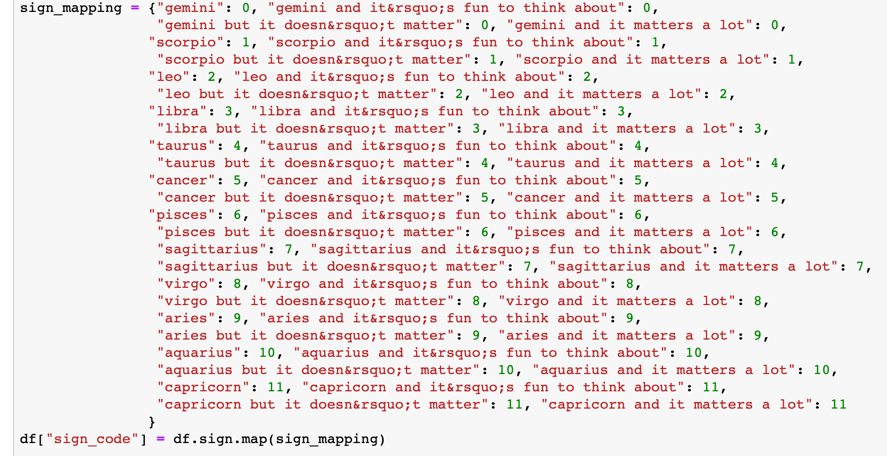 sign_mapping = {"gemini": 0, "gemini and it&rsquo;s fun to think about": 0,
"gemini but it doesn&rsquo;t matter": 0, "gemini and it matters a lot": 0,
"scorpio": 1, "scorpio and it&rsquo;s fun to think about": 1,
"scorpio but it doesn&rsquo;t matter": 1, "scorpio and it matters a lot": 1,
"leo": 2, "leo and it&rsquo;s fun to think about": 2,
"leo but it doesn&rsquo;t matter": 2, "leo and it matters a lot": 2,
"libra": 3, "libra and it&rsquo;s fun to think about": 3,
"libra but it doesn&rsquo;t matter": 3, "libra and it matters a lot": 3,
"taurus": 4, "taurus and it&rsquo;s fun to think about": 4,
"taurus but it doesn&rsquo;t matter": 4, "taurus and it matters a lot": 4,
"cancer": 5, "cancer and it&rsquo;s fun to think about": 5,
"cancer but it doesn&rsquo;t matter": 5, "cancer and it matters a lot": 5,
"pisces": 6, "pisces and it&rsquo;s fun to think about": 6,
"pisces but it doesn&rsquo;t matter": 6, "pisces and it matters a lot": 6,
"sagittarius": 7, "sagittarius and it&rsquo;s fun to think about": 7,
"sagittarius but it doesn&rsquo;t matter": 7, "sagittarius and it matters a lot": 7,
"virgo": 8, "virgo and it&rsquo;s fun to think about": 8,
"virgo but it doesn&rsquo;t matter": 8, "virgo and it matters a lot": 8,
"aries": 9, "aries and it&rsquo;s fun to think about": 9,
"aries but it doesn&rsquo;t matter": 9, "aries and it matters a lot": 9,
"aquarius": 10, "aquarius and it&rsquo;s fun to think about": 10,
"aquarius but it doesn&rsquo;t matter": 10, "aquarius and it matters a lot": 10,
"capricorn": 11, "capricorn and it&rsquo;s fun to think about": 11,
"capricorn but it doesn&rsquo;t matter": 11, "capricorn and it matters a lot": 11
}
df["sign_code"] = df.sign.map(sign_mapping)